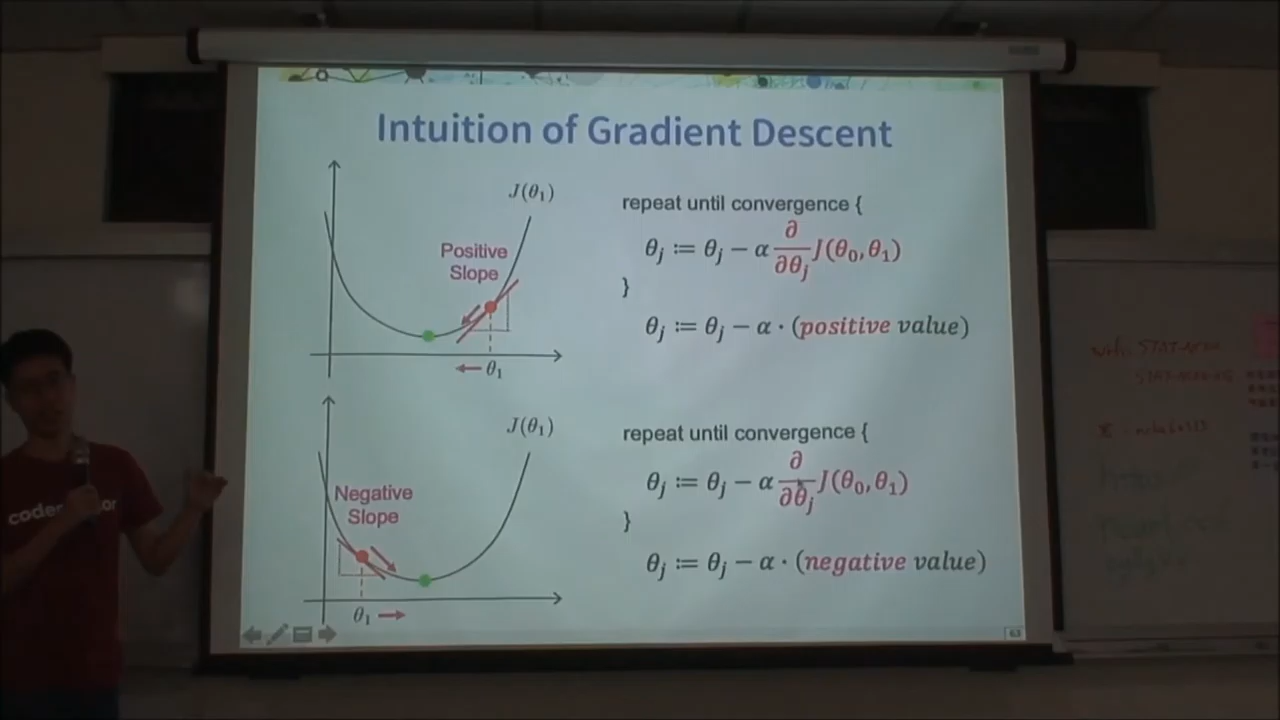 Intuition of Gradient Descent
J(θ₁)
Positive
Slope
θ₁
repeat until convergence {
θⱼ := θⱼ − α ∂/∂θⱼ J(θ₀, θ₁)
}
θⱼ := θⱼ − α · (positive value)
J(θ₁)
Negative
Slope
θ₁
repeat until convergence {
θⱼ := θⱼ − α ∂/∂θⱼ J(θ₀, θ₁)
}
θⱼ := θⱼ − α · (negative value)
63